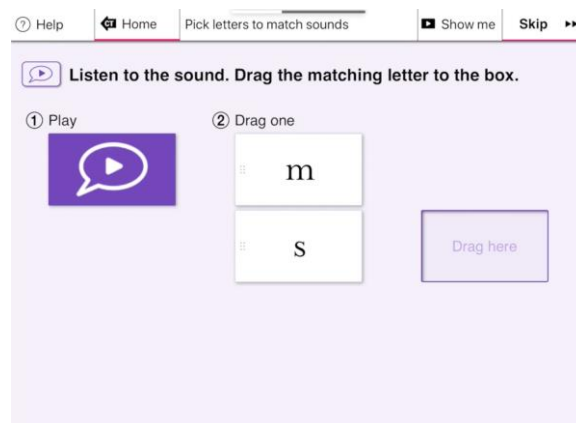 ? Help
CT Home
Pick letters to match sounds
Show me
Skip
Listen to the sound. Drag the matching letter to the box.
1 Play
2 Drag one
m
s
Drag here